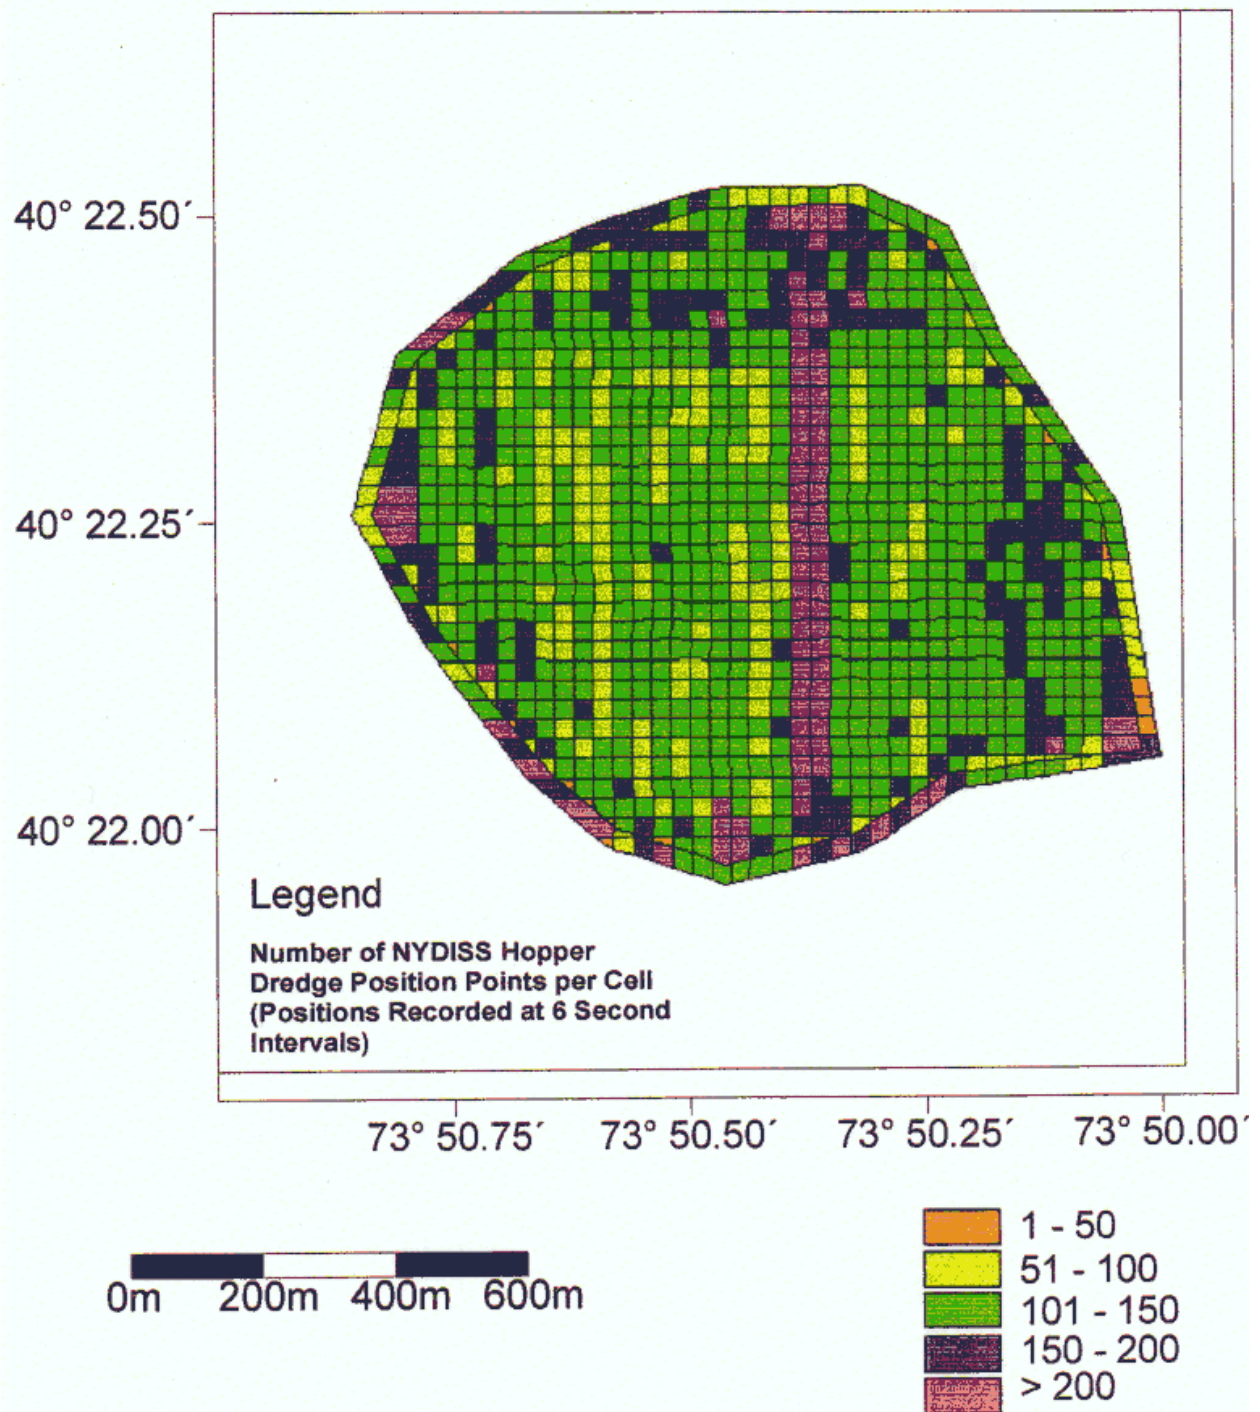 40° 22.50´
40° 22.25´
40° 22.00´
Legend
Number of NYDISS Hopper
Dredge Position Points per Cell
(Positions Recorded at 6 Second
Intervals)
73° 50.75´ 73° 50.50´ 73° 50.25´ 73° 50.00´
0m 200m 400m 600m
1 - 50
51 - 100
101 - 150
150 - 200
> 200